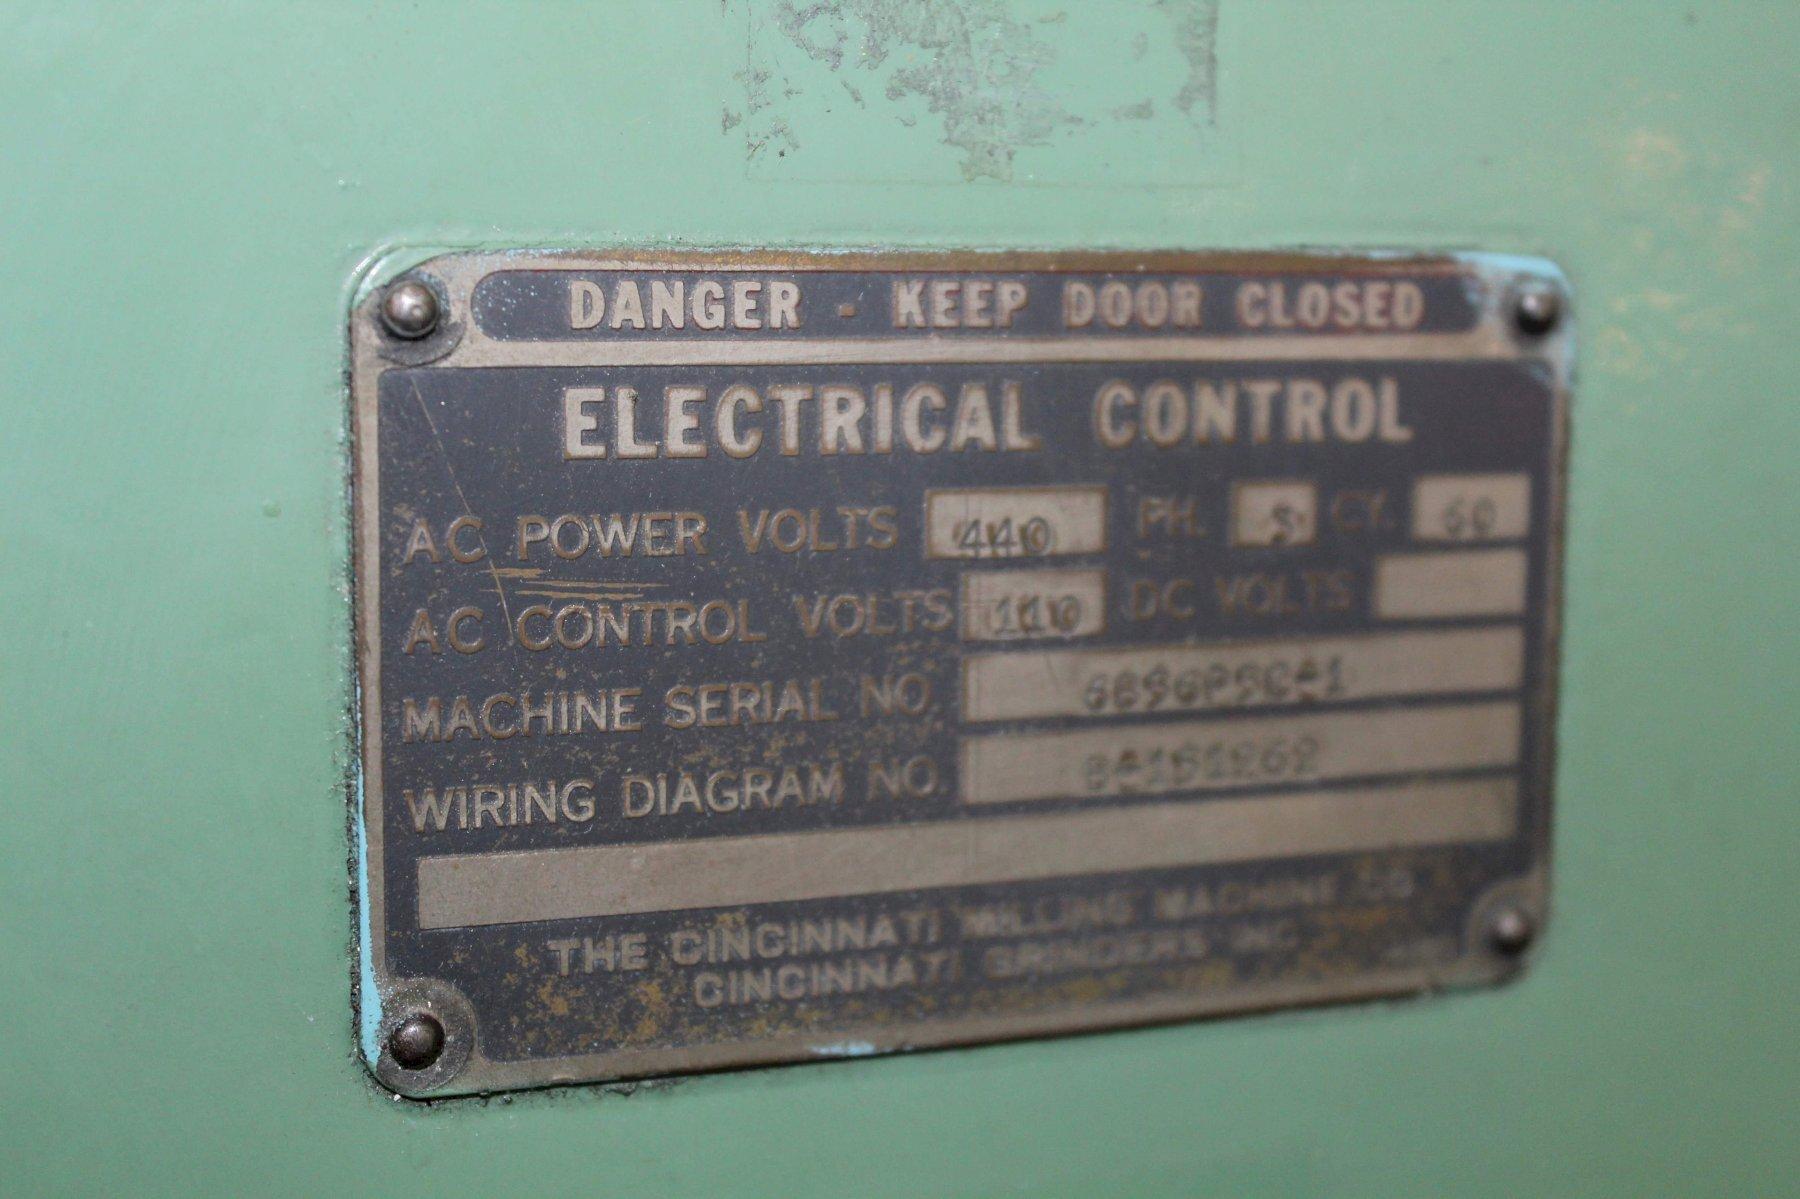 DANGER - KEEP DOOR CLOSED
ELECTRICAL CONTROL
AC POWER VOLTS 440 PH. CY. 60
AC CONTROL VOLTS 110 DC VOLTS
MACHINE SERIAL NO.
WIRING DIAGRAM NO.
THE CINCINNATI MILLING MACHINE CO
CINCINNATI GRINDERS INC